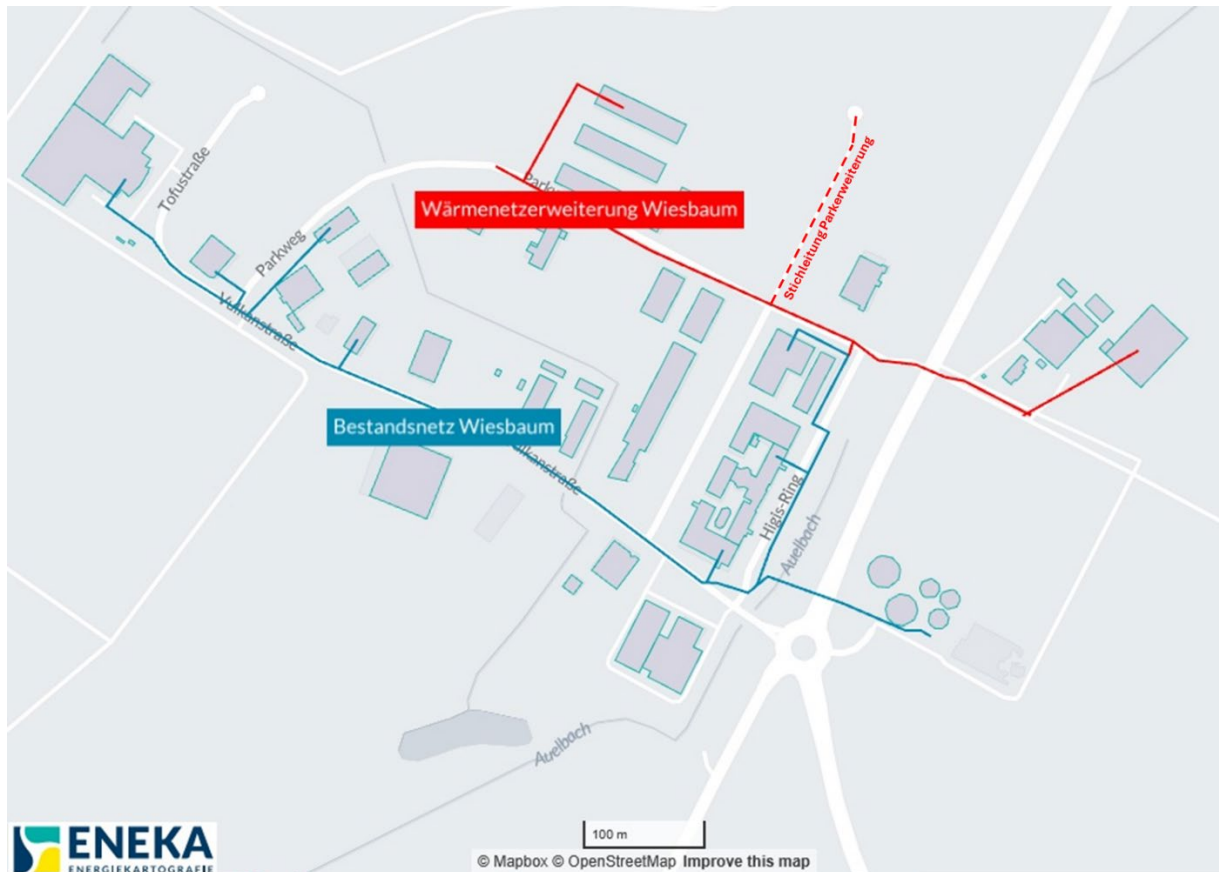 Tofustraße
Parkweg
Wärmenetzerweiterung Wiesbaum
Stichleitung Parkerweiterung
Vulkanstraße
Bestandsnetz Wiesbaum
Higis-Ring
Auelbach
Auelbach
ENEKA
ENERGIEKARTOGRAFIE
100 m
© Mapbox © OpenStreetMap Improve this map